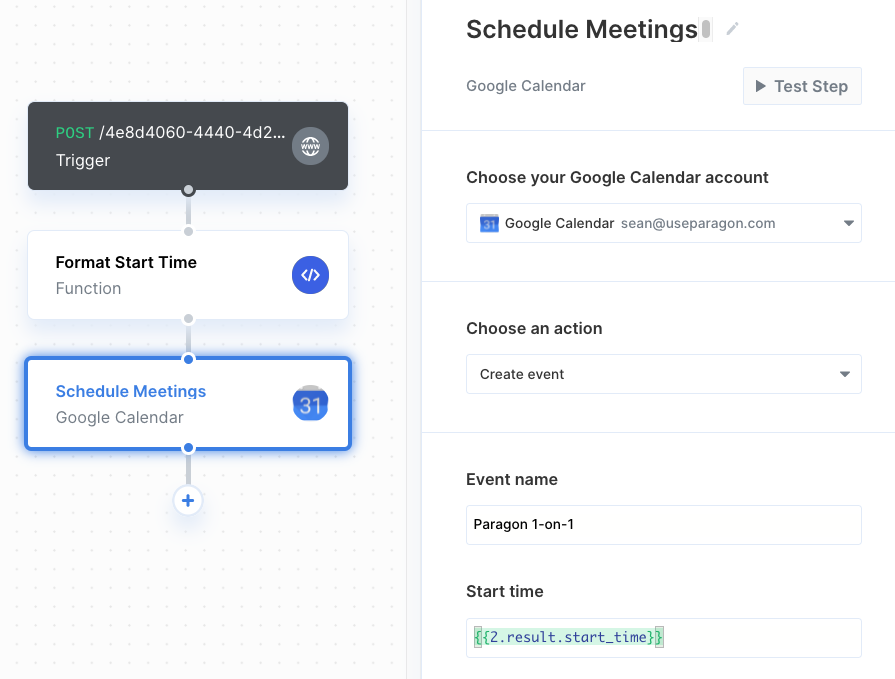 POST /4e8d4060-4440-4d2...
Trigger
www
Format Start Time
Function
</>
Schedule Meetings
Google Calendar
31
+
Schedule Meetings
Google Calendar
Test Step
Choose your Google Calendar account
31 Google Calendar sean@useparagon.com
Choose an action
Create event
Event name
Paragon 1-on-1
Start time
{{2.result.start_time}}